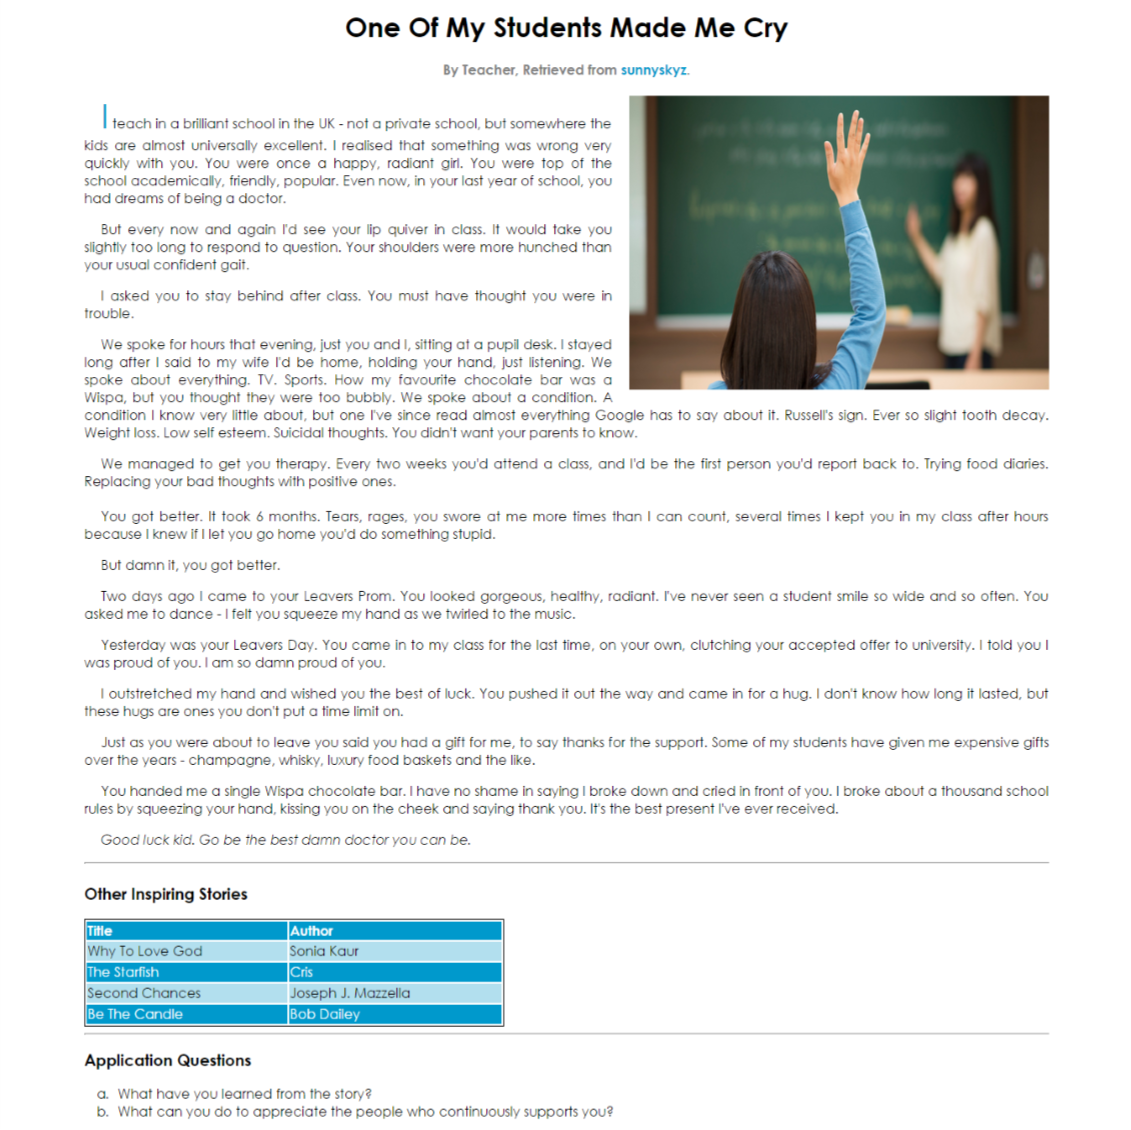 One Of My Students Made Me Cry
By Teacher, Retrieved from sunnyskyz.
I teach in a brilliant school in the UK - not a private school, but somewhere the
kids are almost universally excellent. I realised that something was wrong very
quickly with you. You were once a happy, radiant girl. You were top of the
school academically, friendly, popular. Even now, in your last year of school, you
had dreams of being a doctor.
But every now and again I'd see your lip quiver in class. It would take you
slightly too long to respond to question. Your shoulders were more hunched than
your usual confident gait.
I asked you to stay behind after class. You must have thought you were in
trouble.
We spoke for hours that evening, just you and I, sitting at a pupil desk. I stayed
long after I said to my wife I'd be home, holding your hand, just listening. We
spoke about everything. TV. Sports. How my favourite chocolate bar was a
Wispa, but you thought they were too bubbly. We spoke about a condition. A
condition I know very little about, but one I've since read almost everything Google has to say about it. Russell's sign. Ever so slight tooth decay.
Weight loss. Low self esteem. Suicidal thoughts. You didn't want your parents to know.
We managed to get you therapy. Every two weeks you'd attend a class, and I'd be the first person you'd report back to. Trying food diaries.
Replacing your bad thoughts with positive ones.
You got better. It took 6 months. Tears, rages, you swore at me more times than I can count, several times I kept you in my class after hours
because I knew if I let you go home you'd do something stupid.
But damn it, you got better.
Two days ago I came to your Leavers Prom. You looked gorgeous, healthy, radiant. I've never seen a student smile so wide and so often. You
asked me to dance - I felt you squeeze my hand as we twirled to the music.
Yesterday was your Leavers Day. You came in to my class for the last time, on your own, clutching your accepted offer to university. I told you I
was proud of you. I am so damn proud of you.
I outstretched my hand and wished you the best of luck. You pushed it out the way and came in for a hug. I don't know how long it lasted, but
these hugs are ones you don't put a time limit on.
Just as you were about to leave you said you had a gift for me, to say thanks for the support. Some of my students have given me expensive gifts
over the years - champagne, whisky, luxury food baskets and the like.
You handed me a single Wispa chocolate bar. I have no shame in saying I broke down and cried in front of you. I broke about a thousand school
rules by squeezing your hand, kissing you on the cheek and saying thank you. It's the best present I've ever received.
Good luck kid. Go be the best damn doctor you can be.
Other Inspiring Stories
Title Author
Why To Love God Sonia Kaur
The Starfish Cris
Second Chances Joseph J. Mazzella
Be The Candle Bob Dailey
Application Questions
a. What have you learned from the story?
b. What can you do to appreciate the people who continuously supports you?